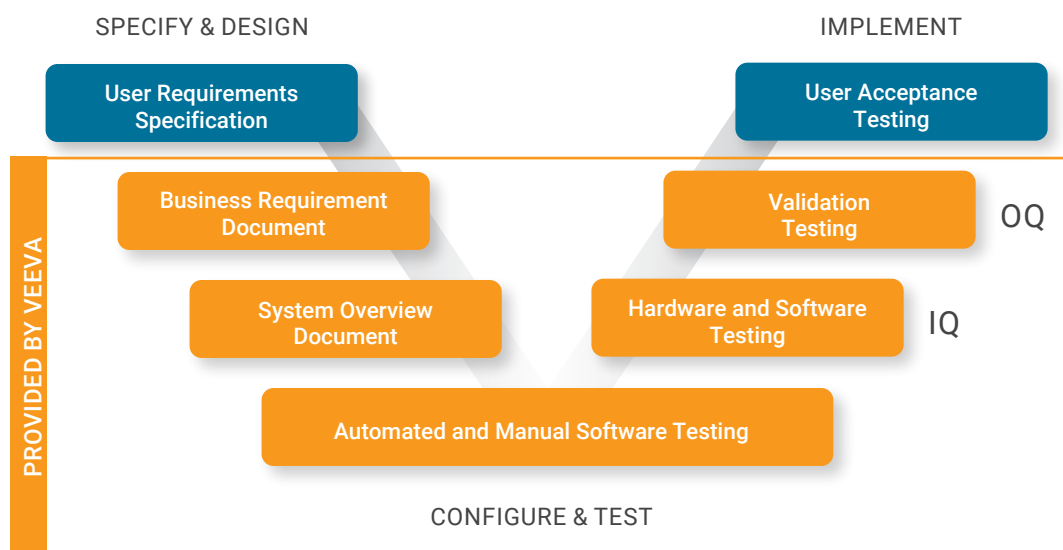 SPECIFY & DESIGN
IMPLEMENT
User Requirements
Specification
User Acceptance
Testing
PROVIDED BY VEEVA
Business Requirement
Document
Validation
Testing
OQ
System Overview
Document
Hardware and Software
Testing
IQ
Automated and Manual Software Testing
CONFIGURE & TEST